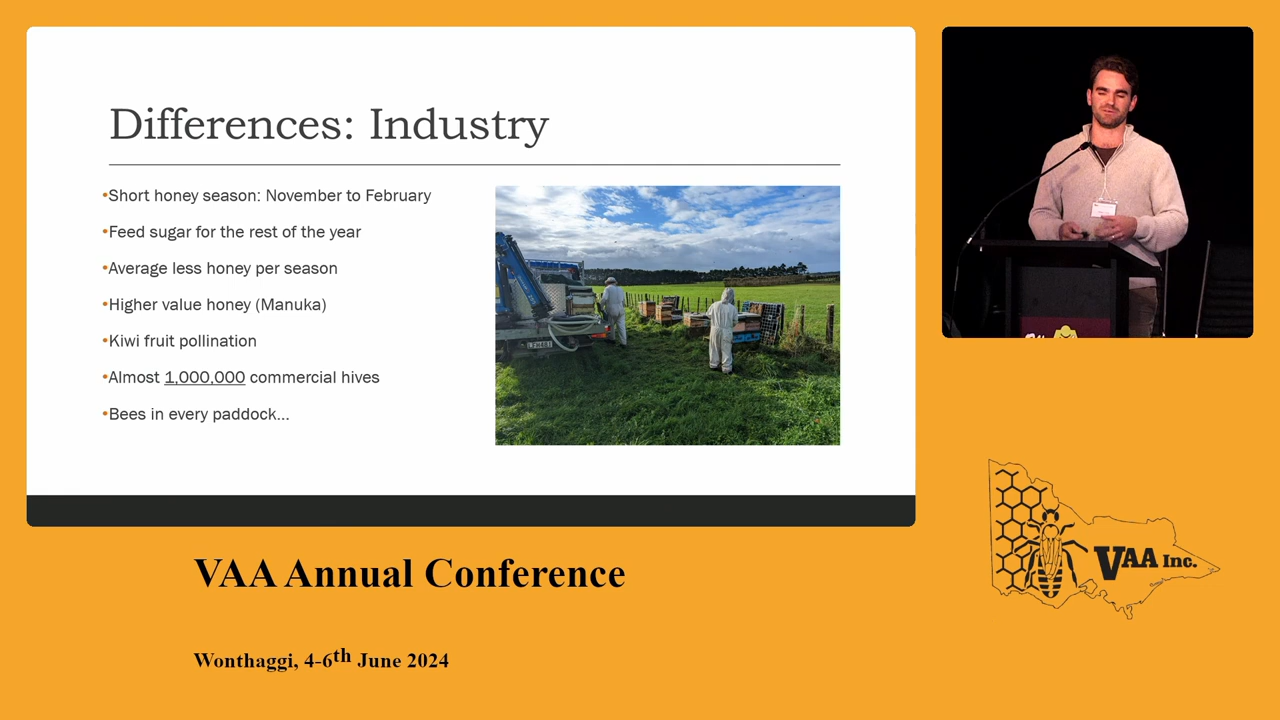 Differences: Industry
•Short honey season: November to February
•Feed sugar for the rest of the year
•Average less honey per season
•Higher value honey (Manuka)
•Kiwi fruit pollination
•Almost 1,000,000 commercial hives
•Bees in every paddock...
VAA Inc.
VAA Annual Conference
Wonthaggi, 4-6th June 2024